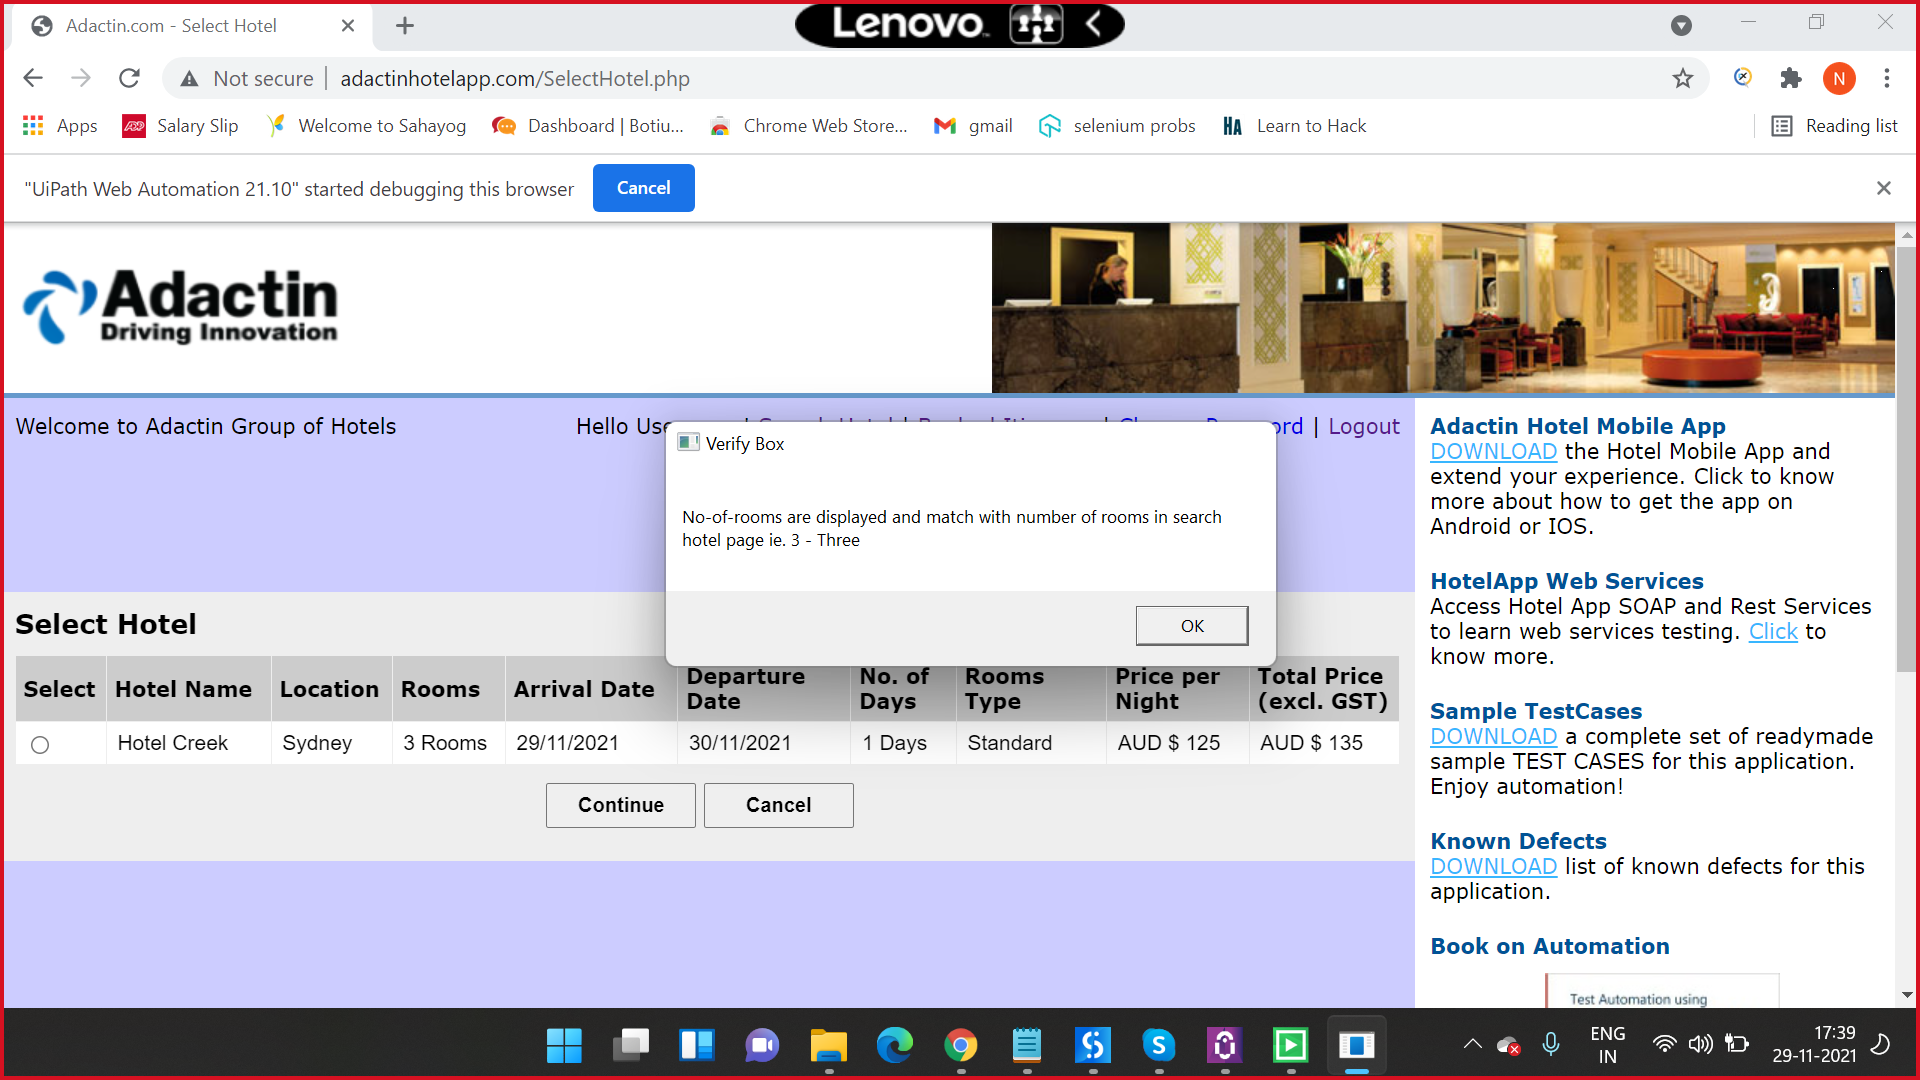 Adactin.com - Select Hotel
Lenovo
Not secure
adactinhotelapp.com/SelectHotel.php
N
Apps
Salary Slip
Welcome to Sahayog
Dashboard | Botiu...
Chrome Web Store...
gmail
selenium probs
HA
Learn to Hack
Reading list
"UiPath Web Automation 21.10" started debugging this browser
Cancel
Adactin
Driving Innovation
Welcome to Adactin Group of Hotels
Hello
| Logout
Verify Box
No-of-rooms are displayed and match with number of rooms in search
hotel page ie. 3 - Three
OK
Select Hotel
Select Hotel Name Location Rooms Arrival Date Departure Date No. of Days Rooms Type Price per Night Total Price (excl. GST)
Hotel Creek Sydney 3 Rooms 29/11/2021 30/11/2021 1 Days Standard AUD $ 125 AUD $ 135
Continue
Cancel
Adactin Hotel Mobile App
DOWNLOAD the Hotel Mobile App and
extend your experience. Click to know
more about how to get the app on
Android or IOS.
HotelApp Web Services
Access Hotel App SOAP and Rest Services
to learn web services testing. Click to
know more.
Sample TestCases
DOWNLOAD a complete set of readymade
sample TEST CASES for this application.
Enjoy automation!
Known Defects
DOWNLOAD list of known defects for this
application.
Book on Automation
Test Automation using
ENG
IN
17:39
29-11-2021